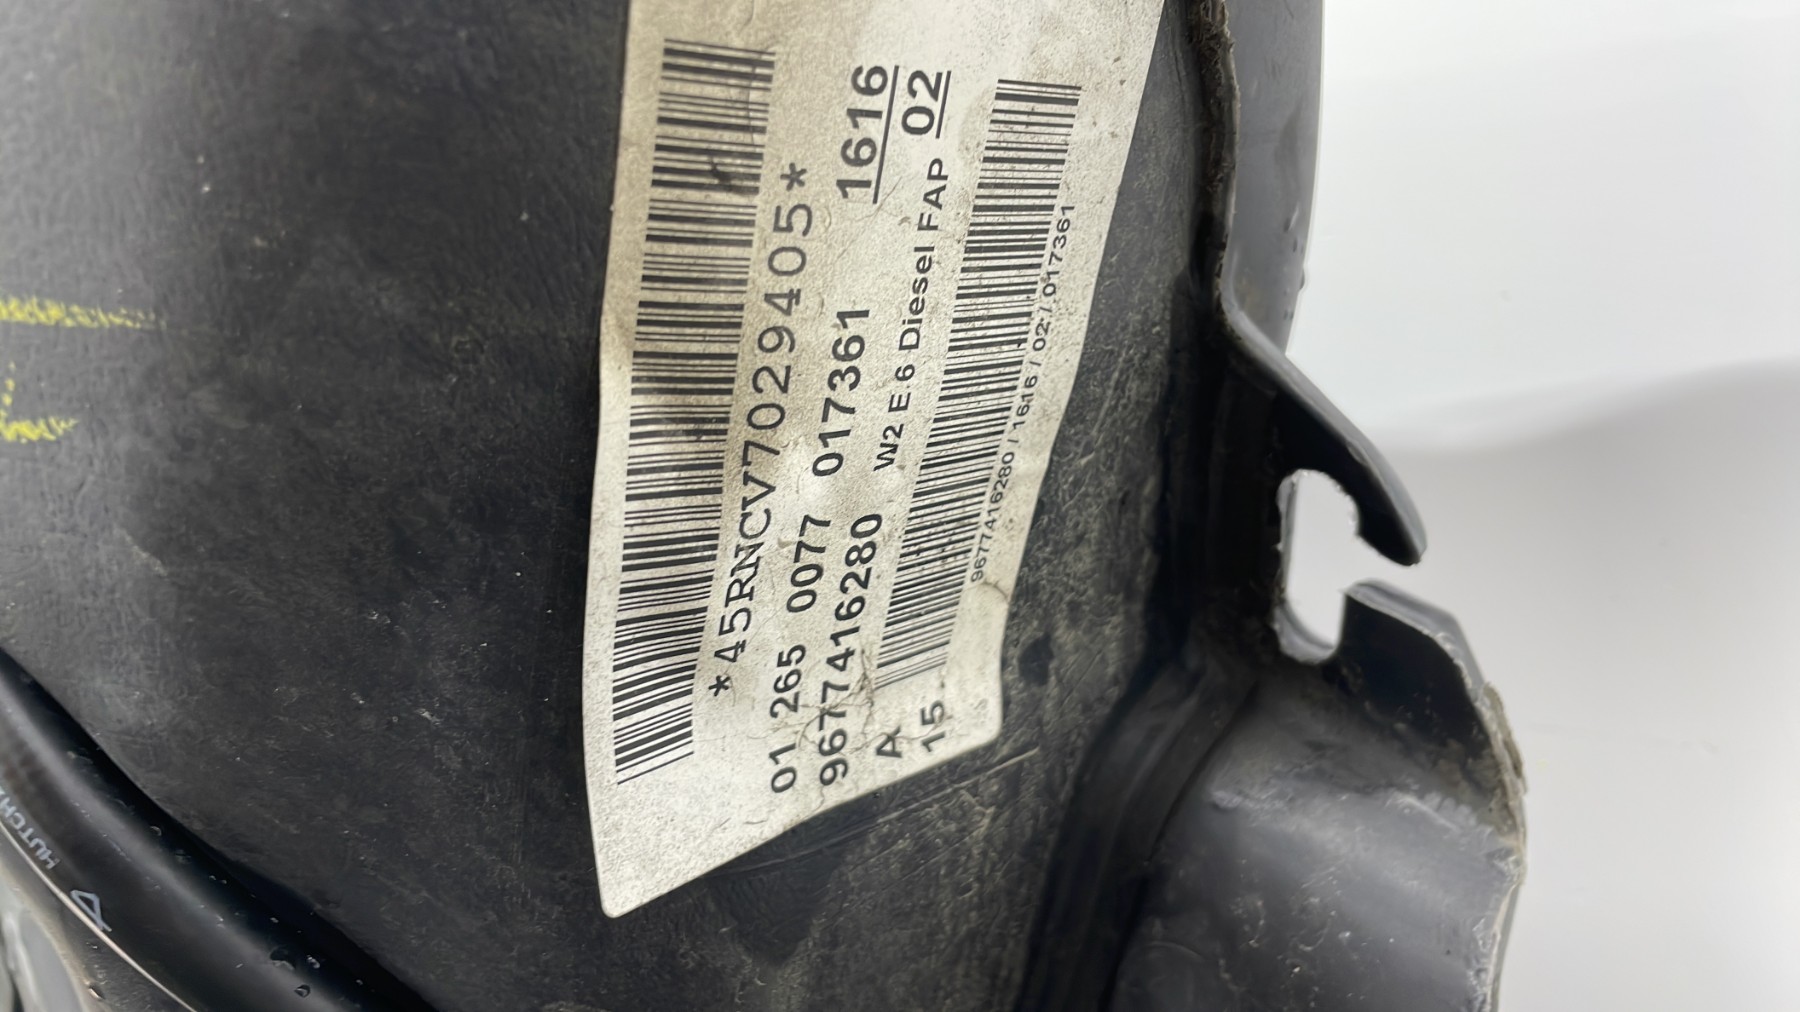 *45RNCV7029405*
01 265 0077 017361 1616
9677416280 W2 E.6 Diesel FAP 02
A
9677416280 / 1616 / 02 / 017361
15